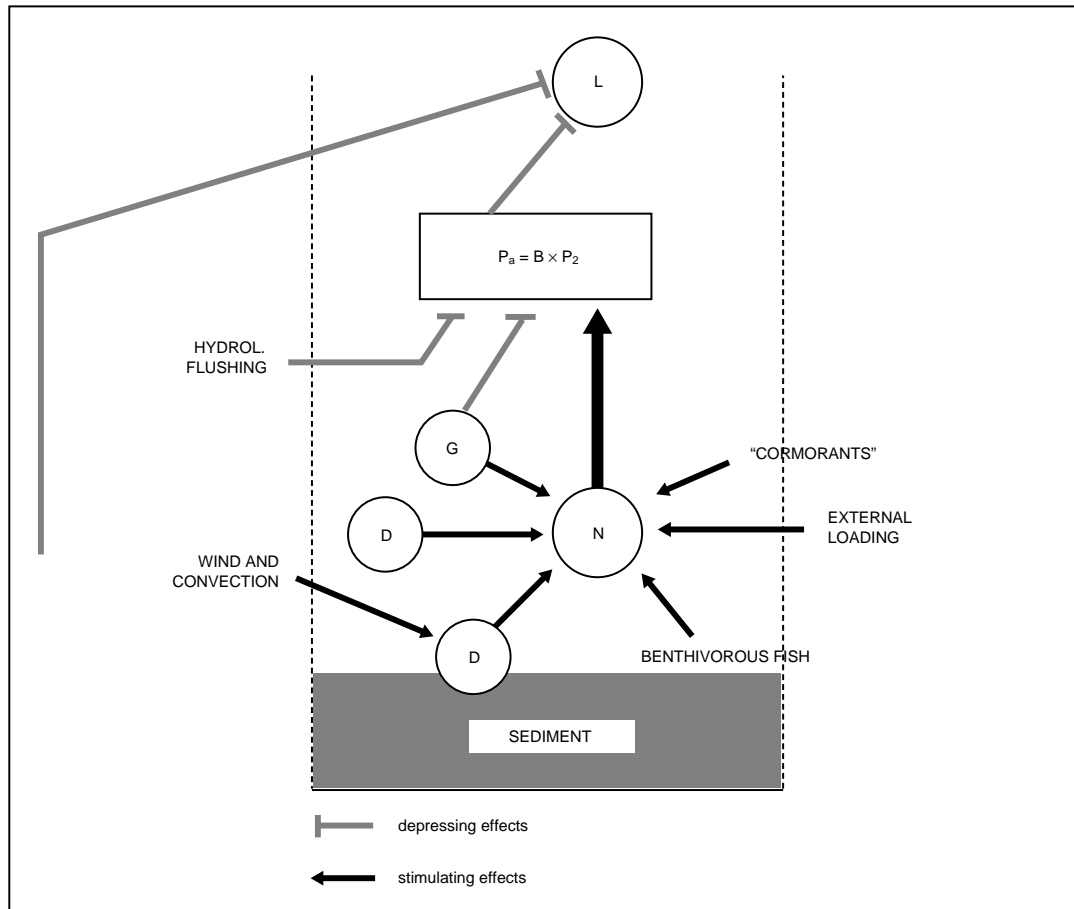 L
Pa = B × P2
HYDROL.
FLUSHING
G
"CORMORANTS"
D
N
EXTERNAL
LOADING
WIND AND
CONVECTION
D
BENTHIVOROUS FISH
SEDIMENT
depressing effects
stimulating effects